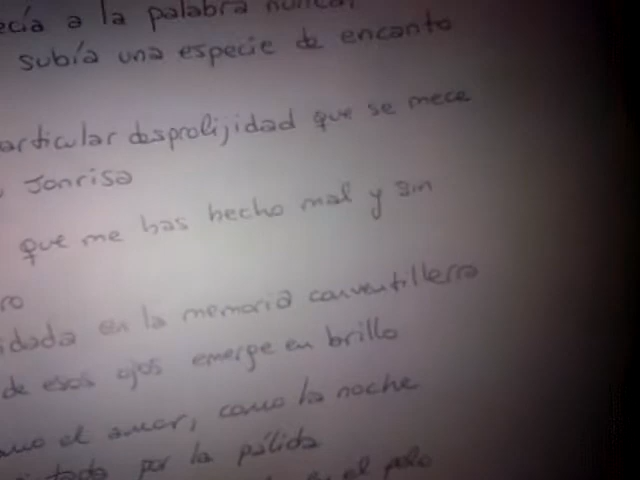 ecía a la palabra nunca,
subía una especie de encanto
articular desprolijidad que se mece
sonrisa
que me has hecho mal y sin
ro
idada en la memoria conventillera
de esos ojos emerge en brillo
omo el amor, como la noche
por la pálida
el pelo